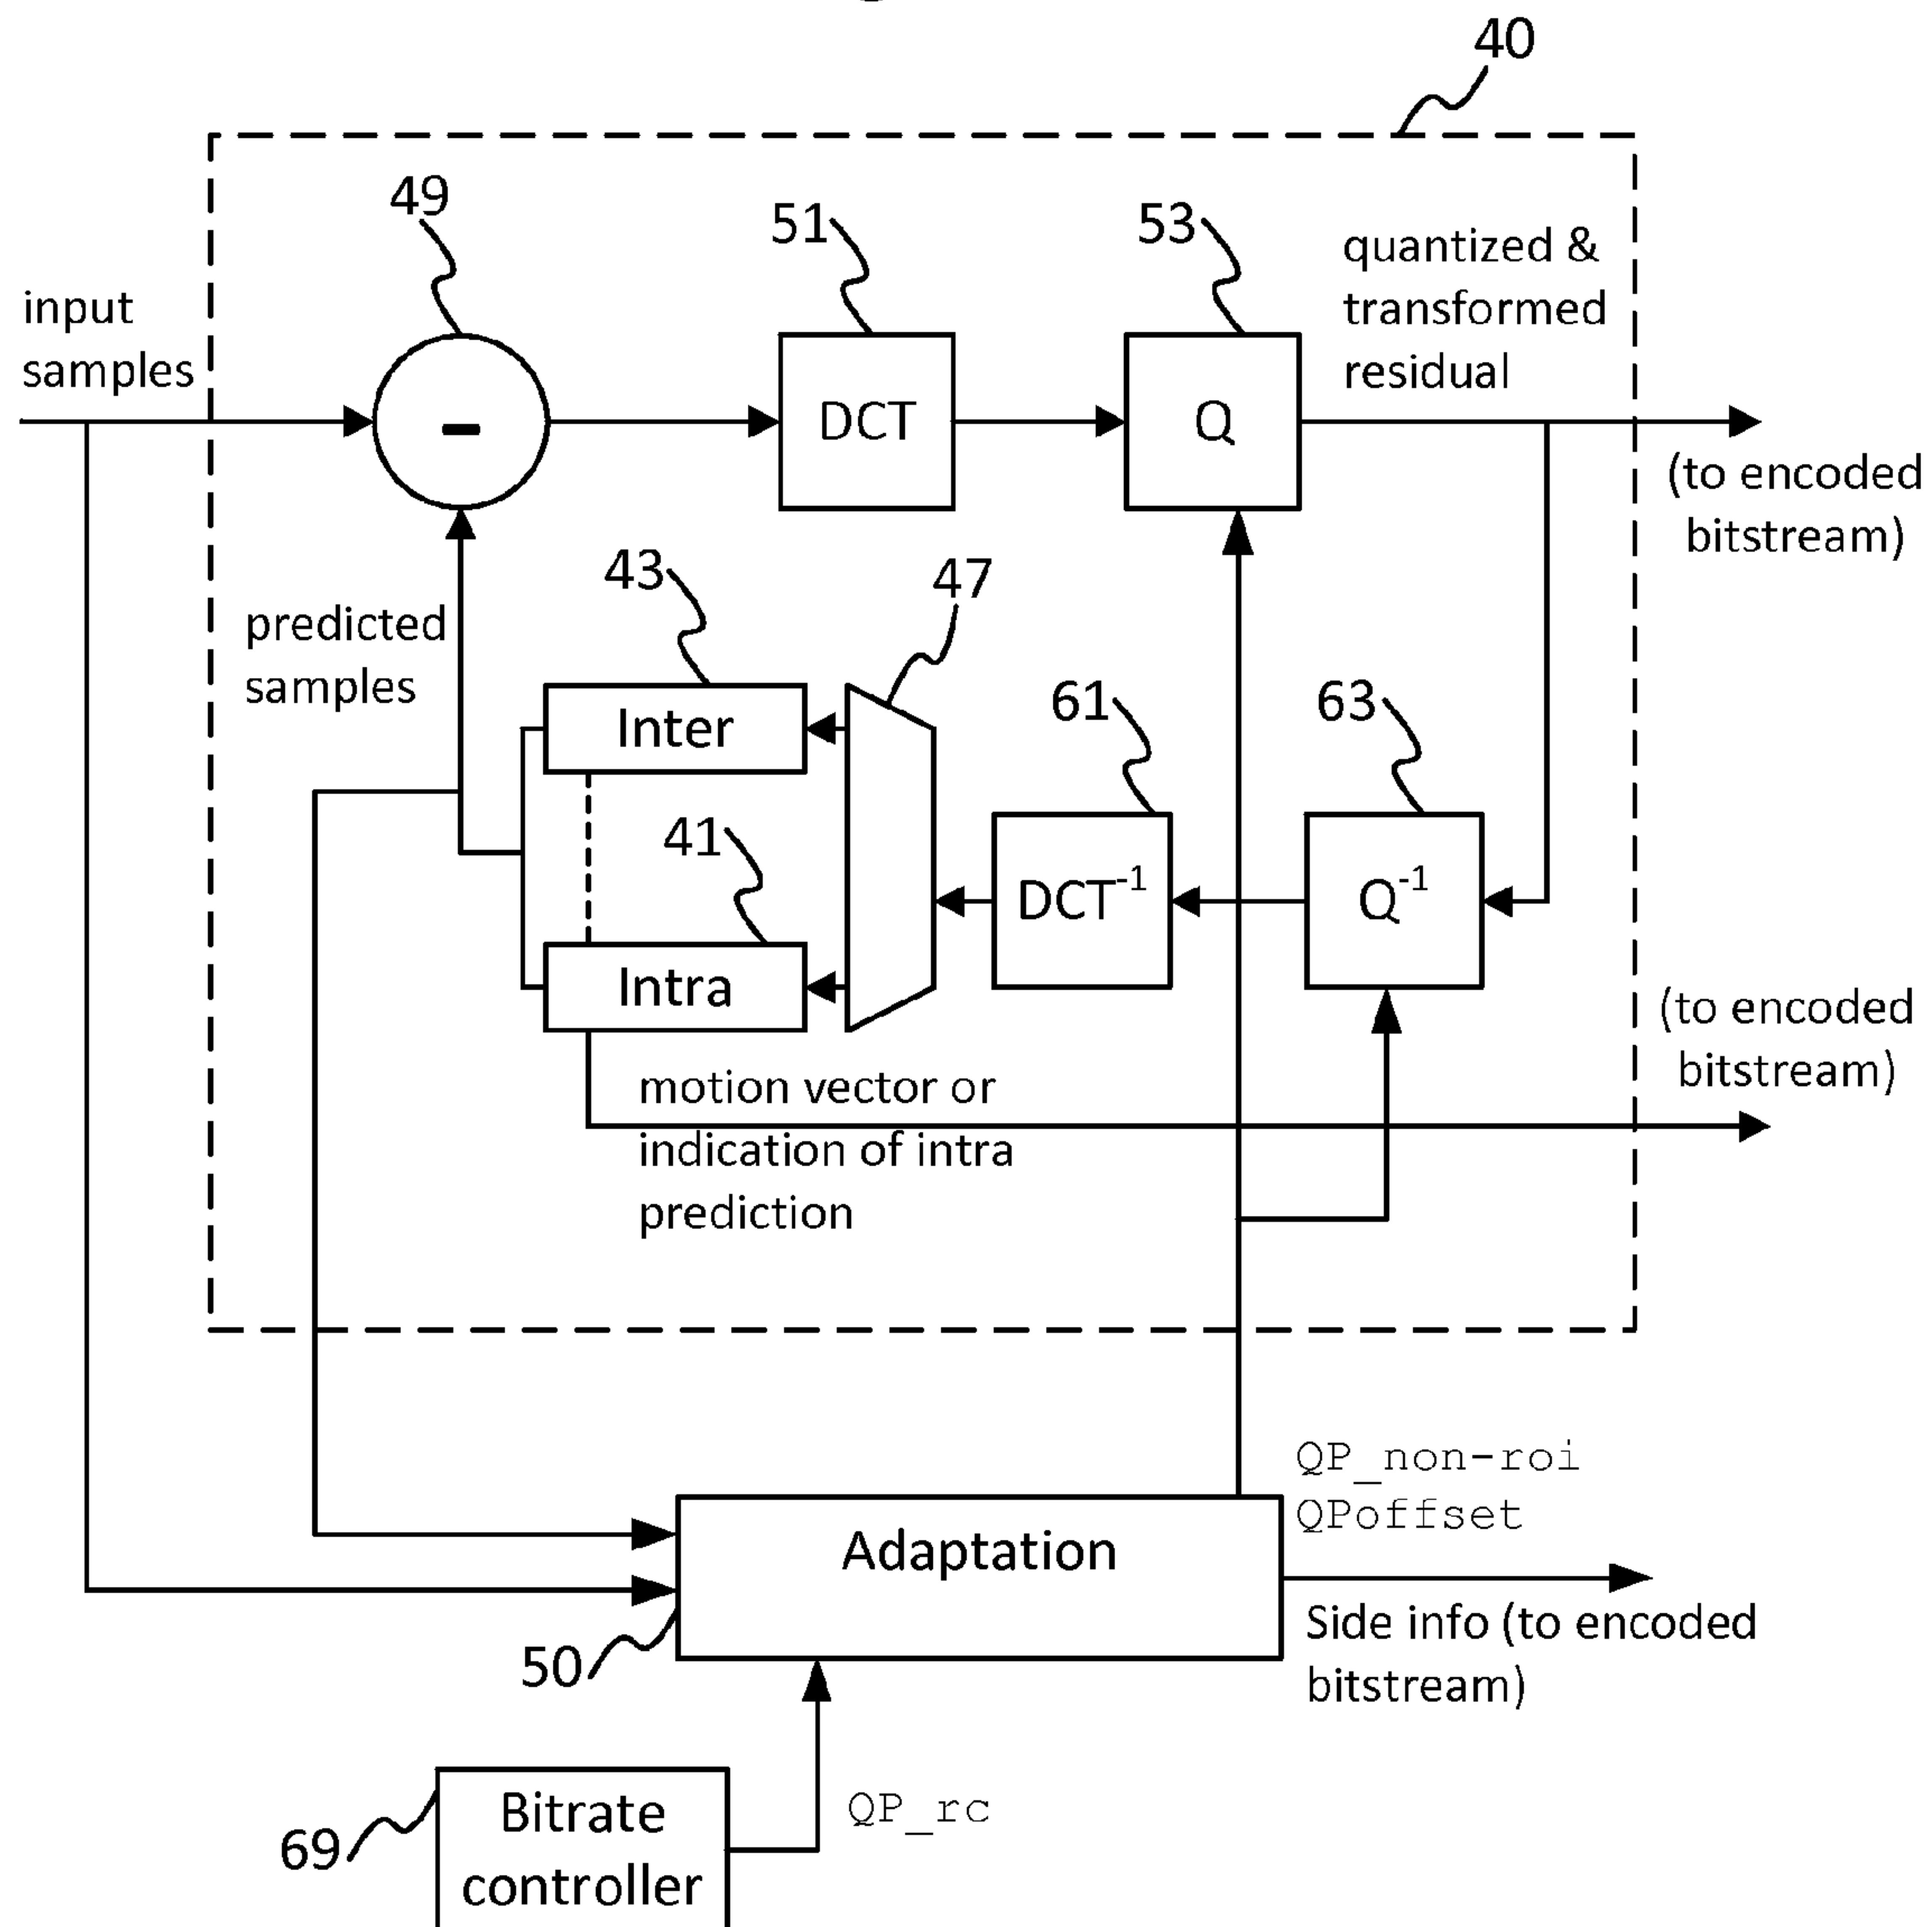 40
49
51
53
input
samples
quantized &
transformed
residual
-
DCT
Q
(to encoded
bitstream)
43
47
predicted
samples
61
63
Inter
41
DCT-1
Q-1
Intra
(to encoded
bitstream)
motion vector or
indication of intra
prediction
QP_non-roi
QPoffset
Adaptation
Side info (to encoded
bitstream)
50
QP_rc
Bitrate
controller
69